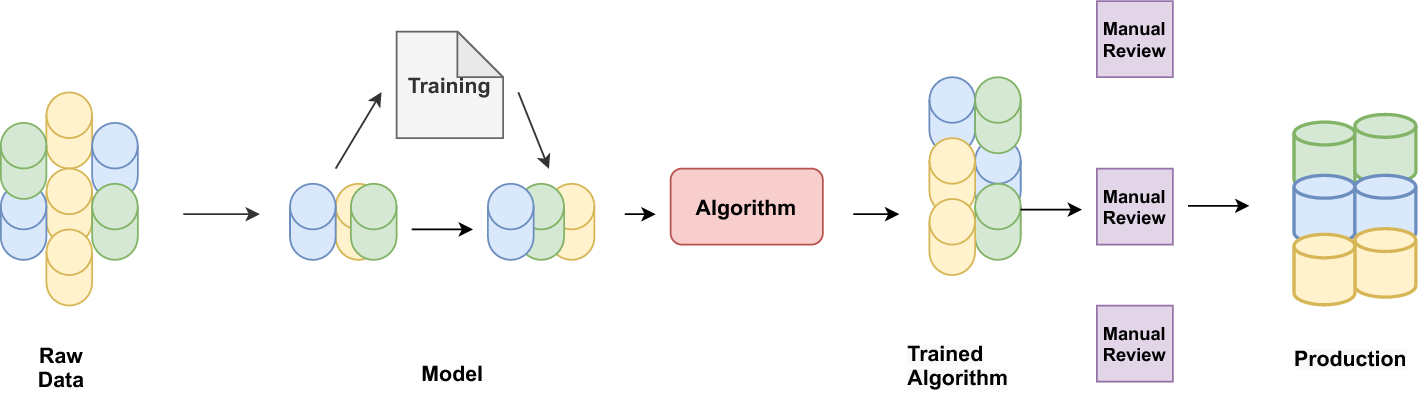 Manual
Review
Training
Manual
Review
Algorithm
Manual
Review
Raw
Data
Model
Trained
Algorithm
Production